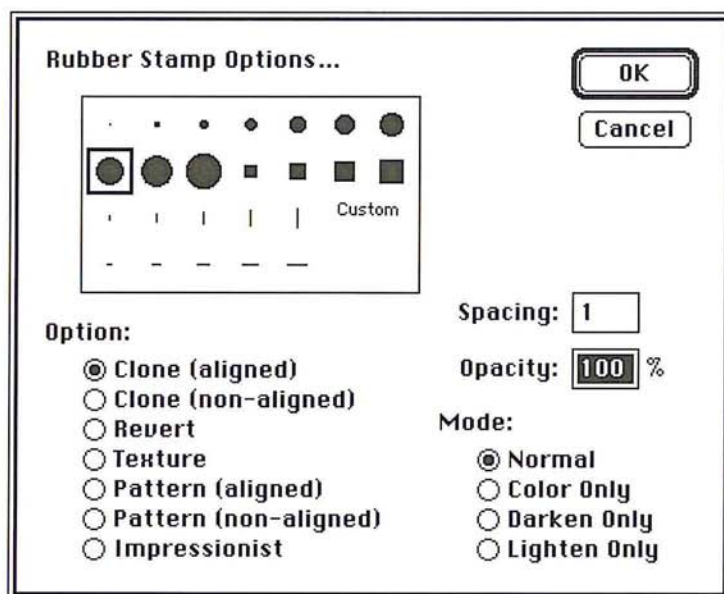 Rubber Stamp Options...
OK
Cancel
Custom
Spacing: 1
Opacity: 100 %
Option:
Clone (aligned)
Clone (non-aligned)
Revert
Texture
Pattern (aligned)
Pattern (non-aligned)
Impressionist
Mode:
Normal
Color Only
Darken Only
Lighten Only